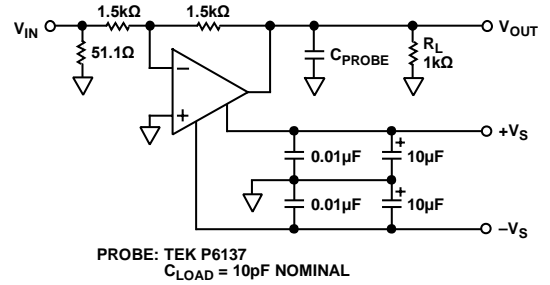 1.5kΩ 1.5kΩ
VIN VOUT
51.1Ω
CPROBE
RL
1kΩ
−
+
+VS
+ +
0.01µF 10µF
0.01µF 10µF
−VS
PROBE: TEK P6137
CLOAD = 10pF NOMINAL